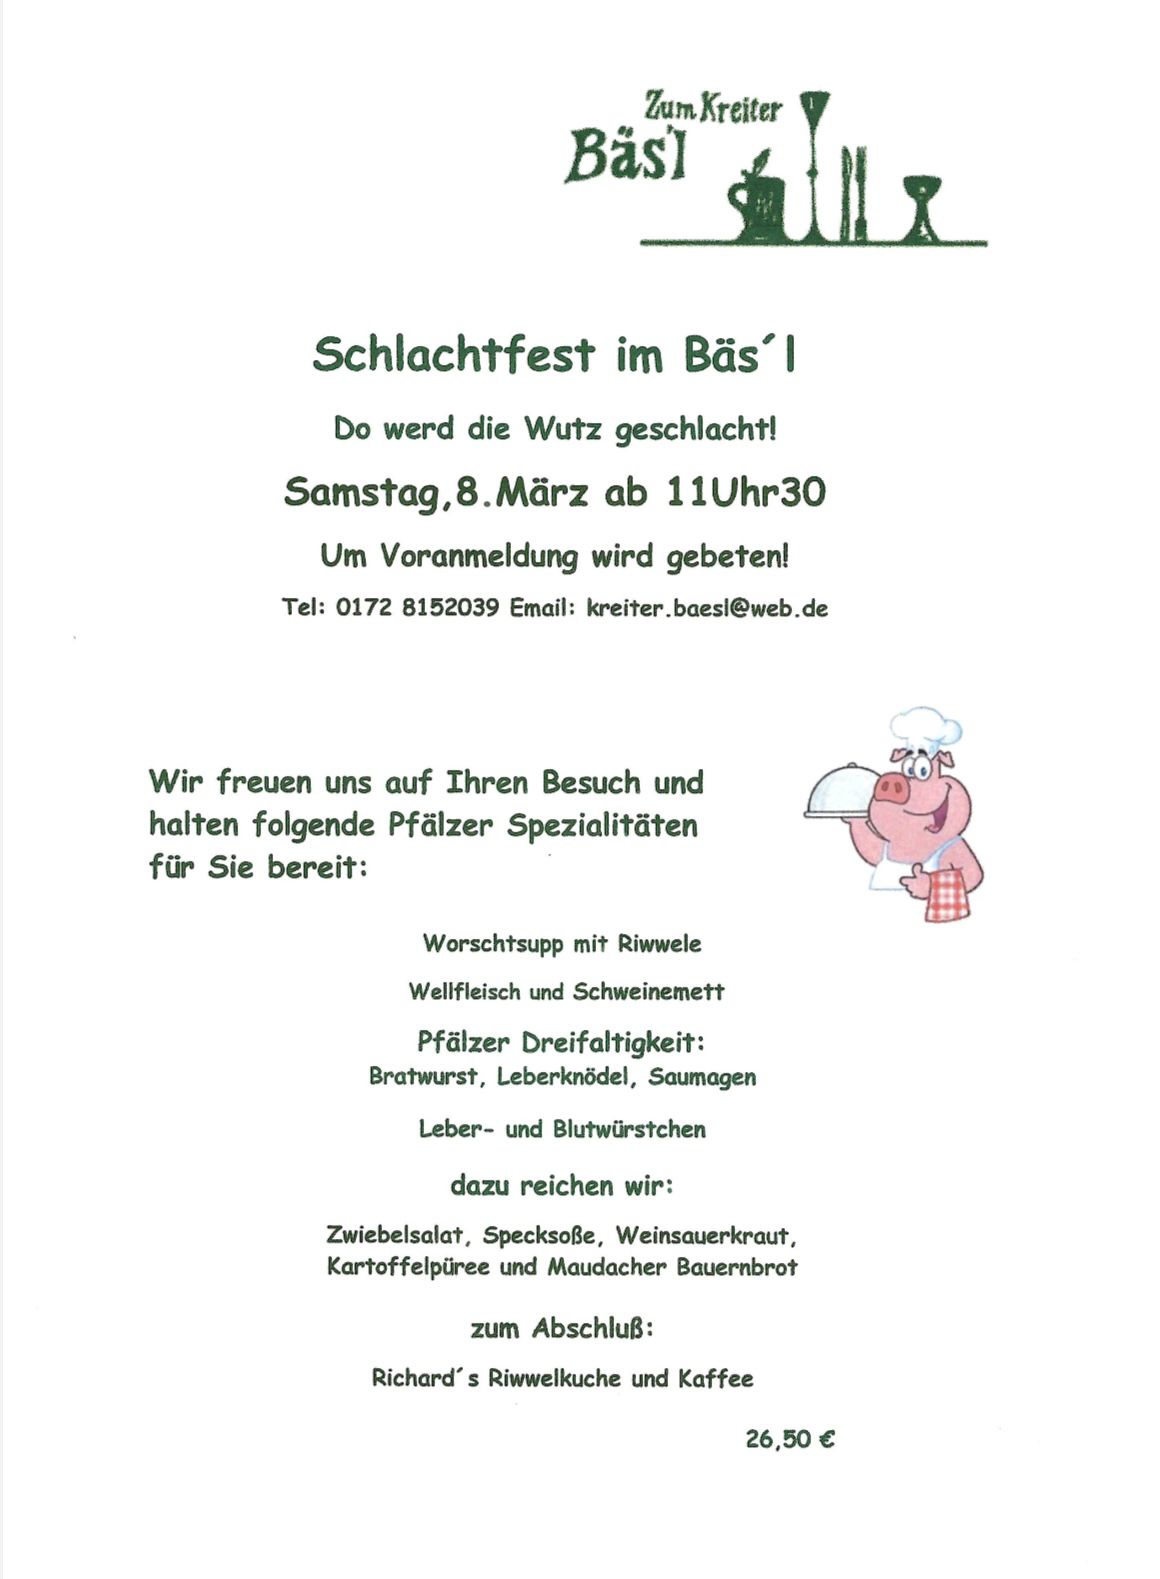 Zum Kreiter
Bäs'l
Schlachtfest im Bäs´l
Do werd die Wutz geschlacht!
Samstag,8.März ab 11Uhr30
Um Voranmeldung wird gebeten!
Tel: 0172 8152039 Email: kreiter.baesl@web.de
Wir freuen uns auf Ihren Besuch und
halten folgende Pfälzer Spezialitäten
für Sie bereit:
Worschtsupp mit Riwwele
Wellfleisch und Schweinemett
Pfälzer Dreifaltigkeit:
Bratwurst, Leberknödel, Saumagen
Leber- und Blutwürstchen
dazu reichen wir:
Zwiebelsalat, Specksoße, Weinsauerkraut,
Kartoffelpüree und Maudacher Bauernbrot
zum Abschluß:
Richard´s Riwwelkuche und Kaffee
26,50 €